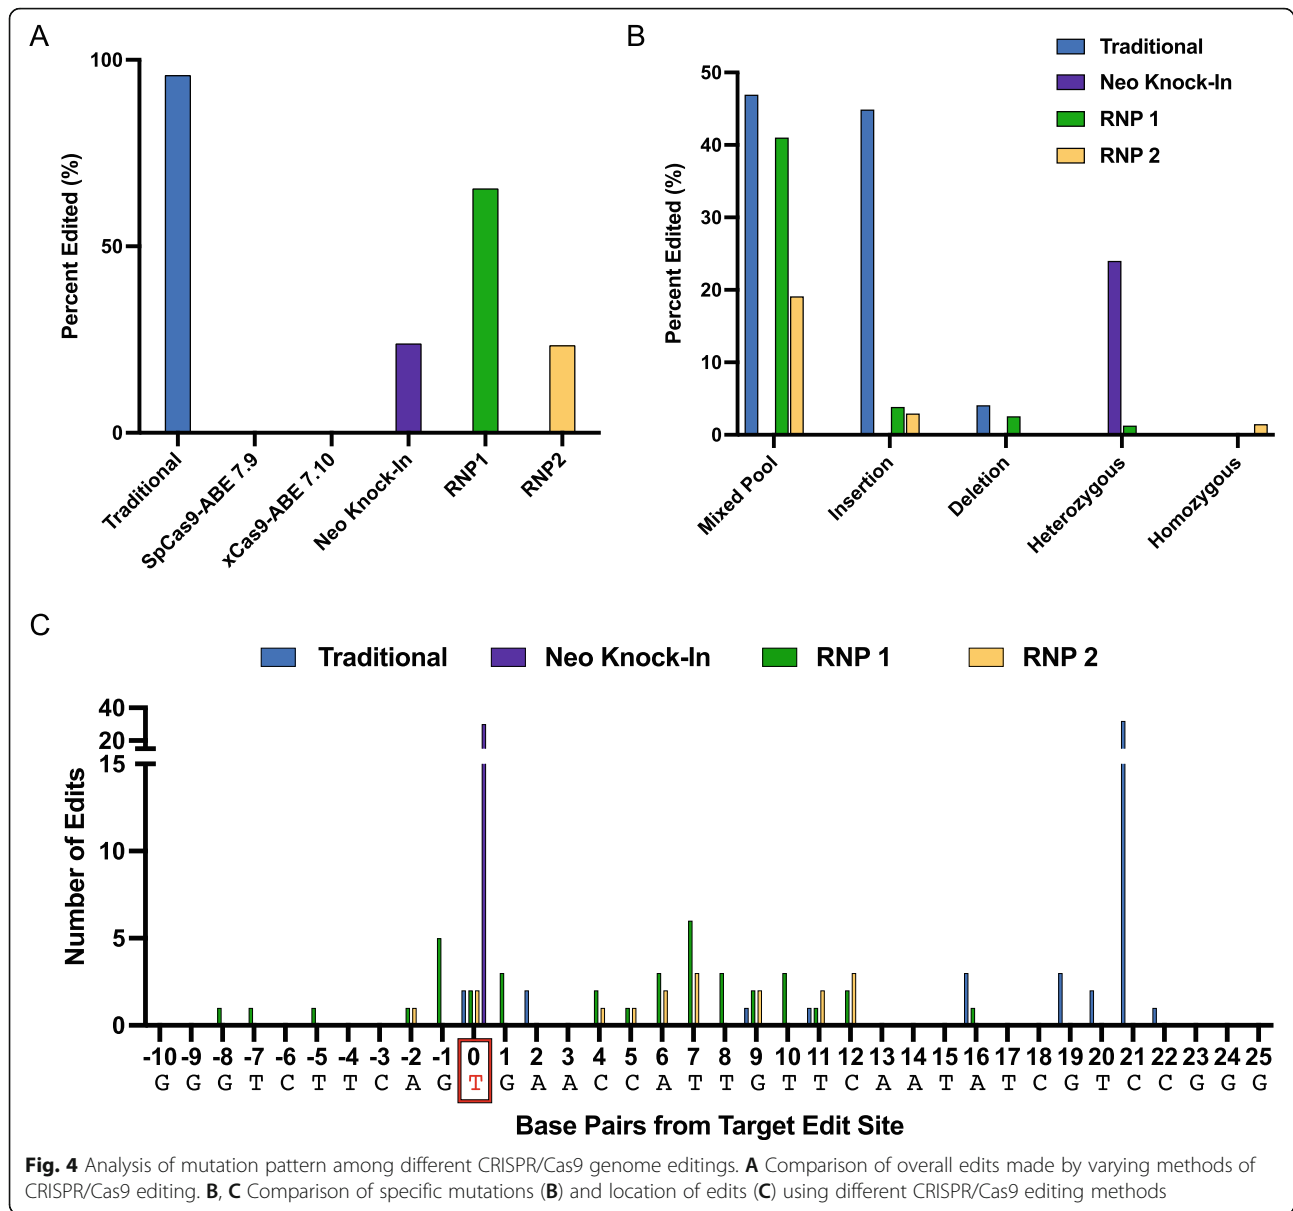 A
100
50
0
Percent Edited (%)
Traditional
SpCas9-ABE 7.9
xCas9-ABE 7.10
Neo Knock-In
RNP1
RNP2
B
Traditional
Neo Knock-In
RNP 1
RNP 2
50
40
30
20
10
0
Percent Edited (%)
Mixed Pool
Insertion
Deletion
Heterozygous
Homozygous
C
Traditional Neo Knock-In RNP 1 RNP 2
40
20
15
10
5
0
Number of Edits
-10 -9 -8 -7 -6 -5 -4 -3 -2 -1 0 1 2 3 4 5 6 7 8 9 10 11 12 13 14 15 16 17 18 19 20 21 22 23 24 25
G G G T C T T C A G T G A A C C A T T G T T C A A T A T C G T C C G G G
Base Pairs from Target Edit Site
Fig. 4 Analysis of mutation pattern among different CRISPR/Cas9 genome editings. A Comparison of overall edits made by varying methods of
CRISPR/Cas9 editing. B, C Comparison of specific mutations (B) and location of edits (C) using different CRISPR/Cas9 editing methods